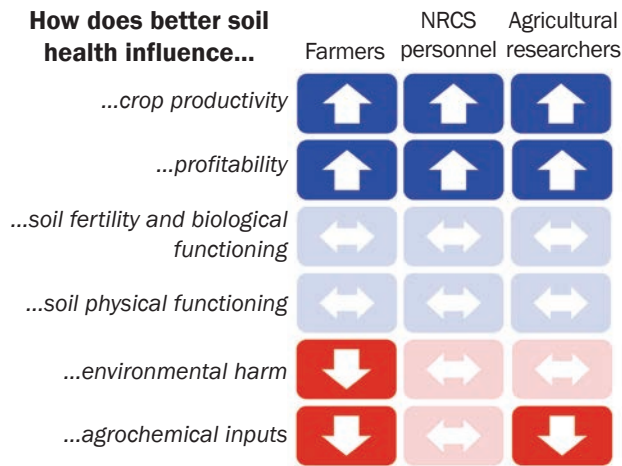 How does better soil
health influence...
Farmers
NRCS
personnel
Agricultural
researchers
...crop productivity
...profitability
...soil fertility and biological
functioning
...soil physical functioning
...environmental harm
...agrochemical inputs